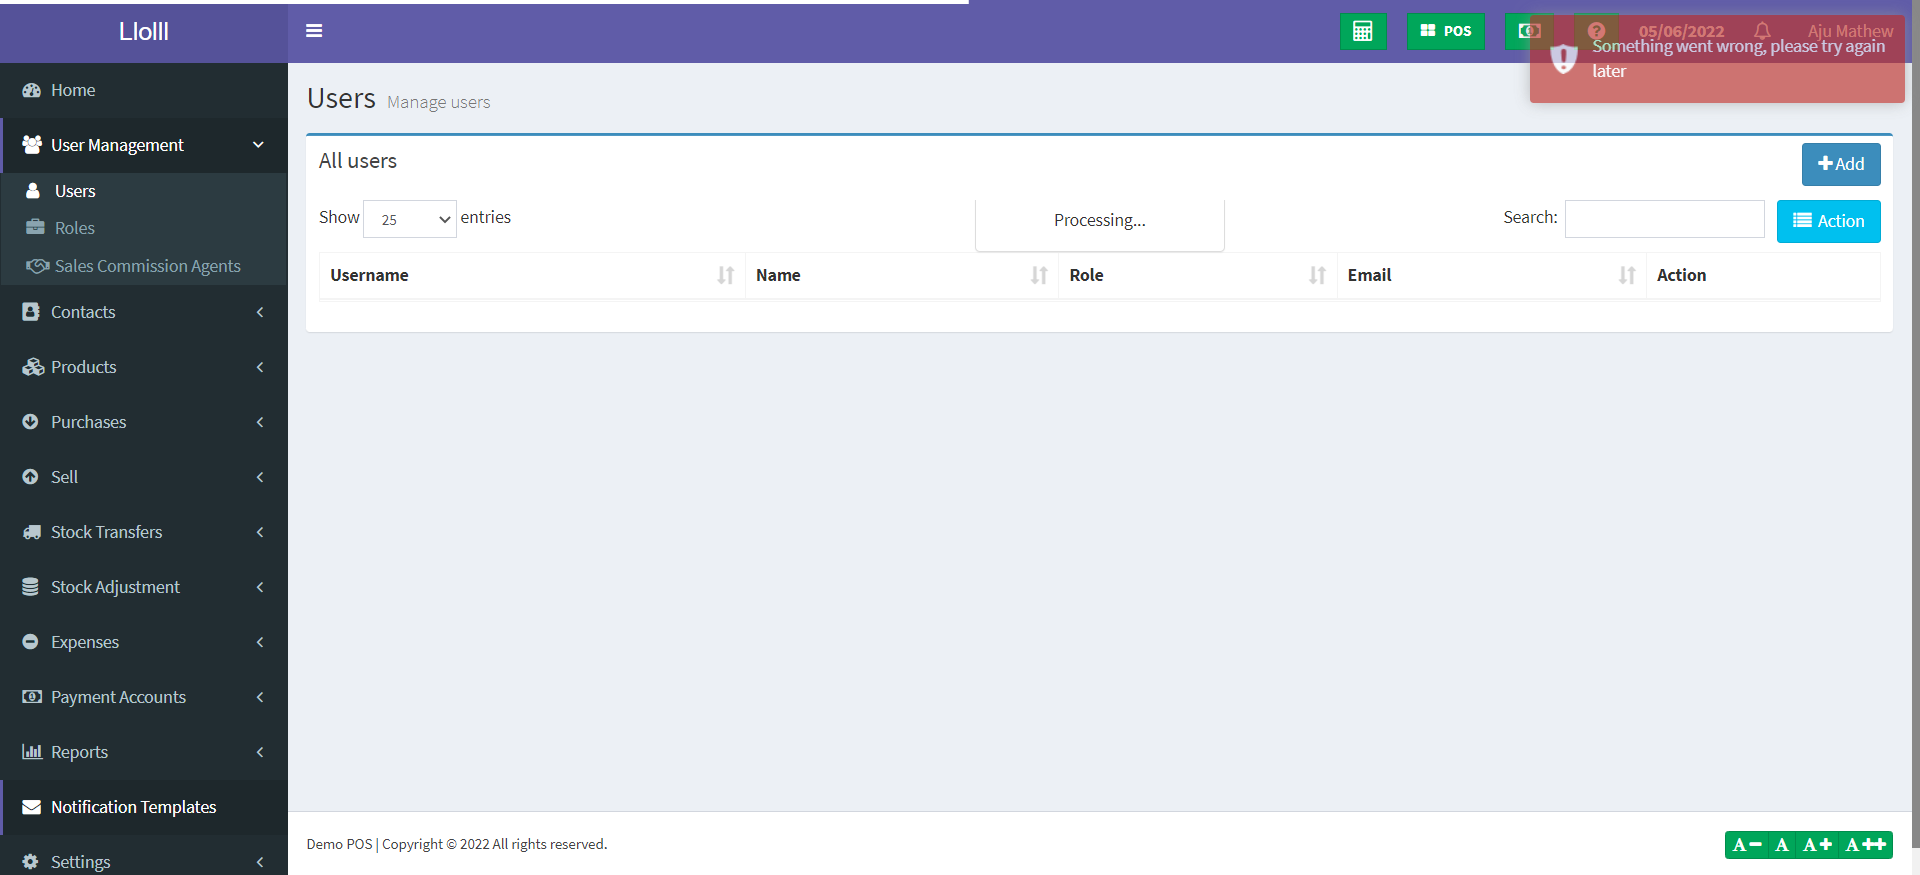 Llolll
POS
05/06/2022
Aju Mathew
Something went wrong, please try again
later
Home
User Management
Users
Roles
Sales Commission Agents
Contacts
Products
Purchases
Sell
Stock Transfers
Stock Adjustment
Expenses
Payment Accounts
Reports
Notification Templates
Settings
Users Manage users
All users
Add
Show 25 entries
Processing...
Search:
Action
Username Name Role Email Action
Demo POS | Copyright © 2022 All rights reserved.
A- A A+ A++